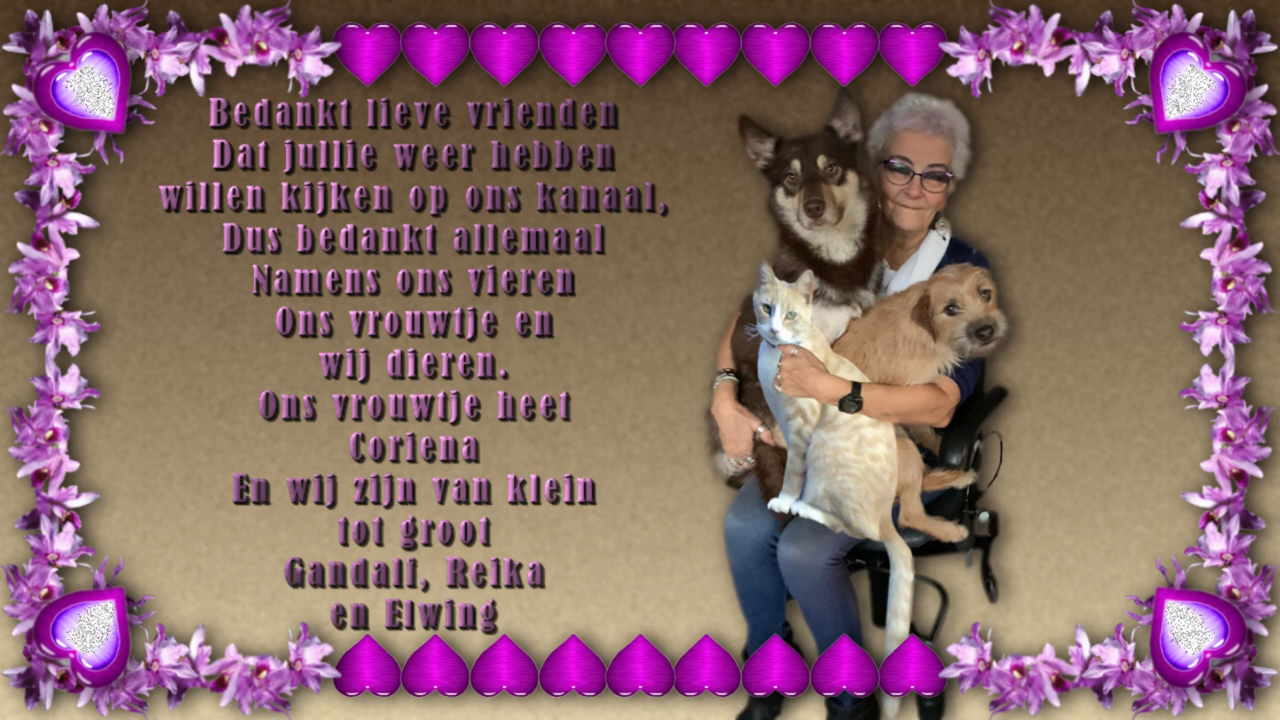 Bedankt lieve vrienden
Dat jullie weer hebben
willen kijken op ons kanaal,
Dus bedankt allemaal
Namens ons vieren
Ons vrouwtje en
wij dieren.
Ons vrouwtje heet
Coriena
En wij zijn van klein
tot groot
Gandalf, Reika
en Elwing